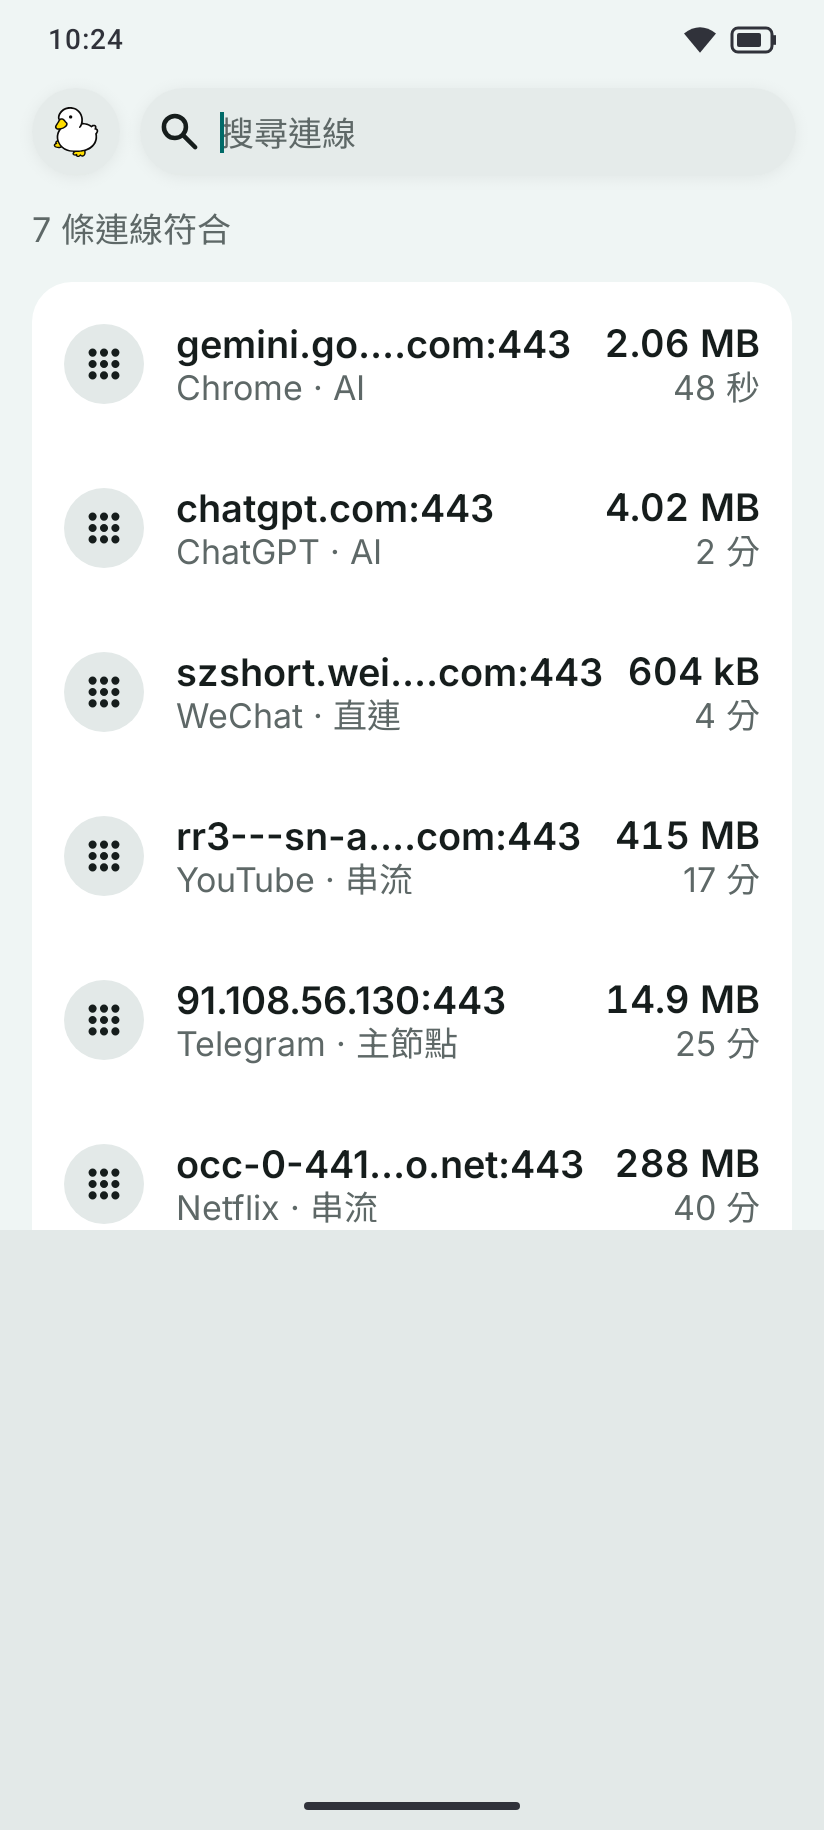 10:24
搜尋連線
7 條連線符合
gemini.go....com:443 2.06 MB
Chrome · AI 48 秒
chatgpt.com:443 4.02 MB
ChatGPT · AI 2 分
szshort.wei....com:443 604 kB
WeChat · 直連 4 分
rr3---sn-a....com:443 415 MB
YouTube · 串流 17 分
91.108.56.130:443 14.9 MB
Telegram · 主節點 25 分
occ-0-441...o.net:443 288 MB
Netflix · 串流 40 分